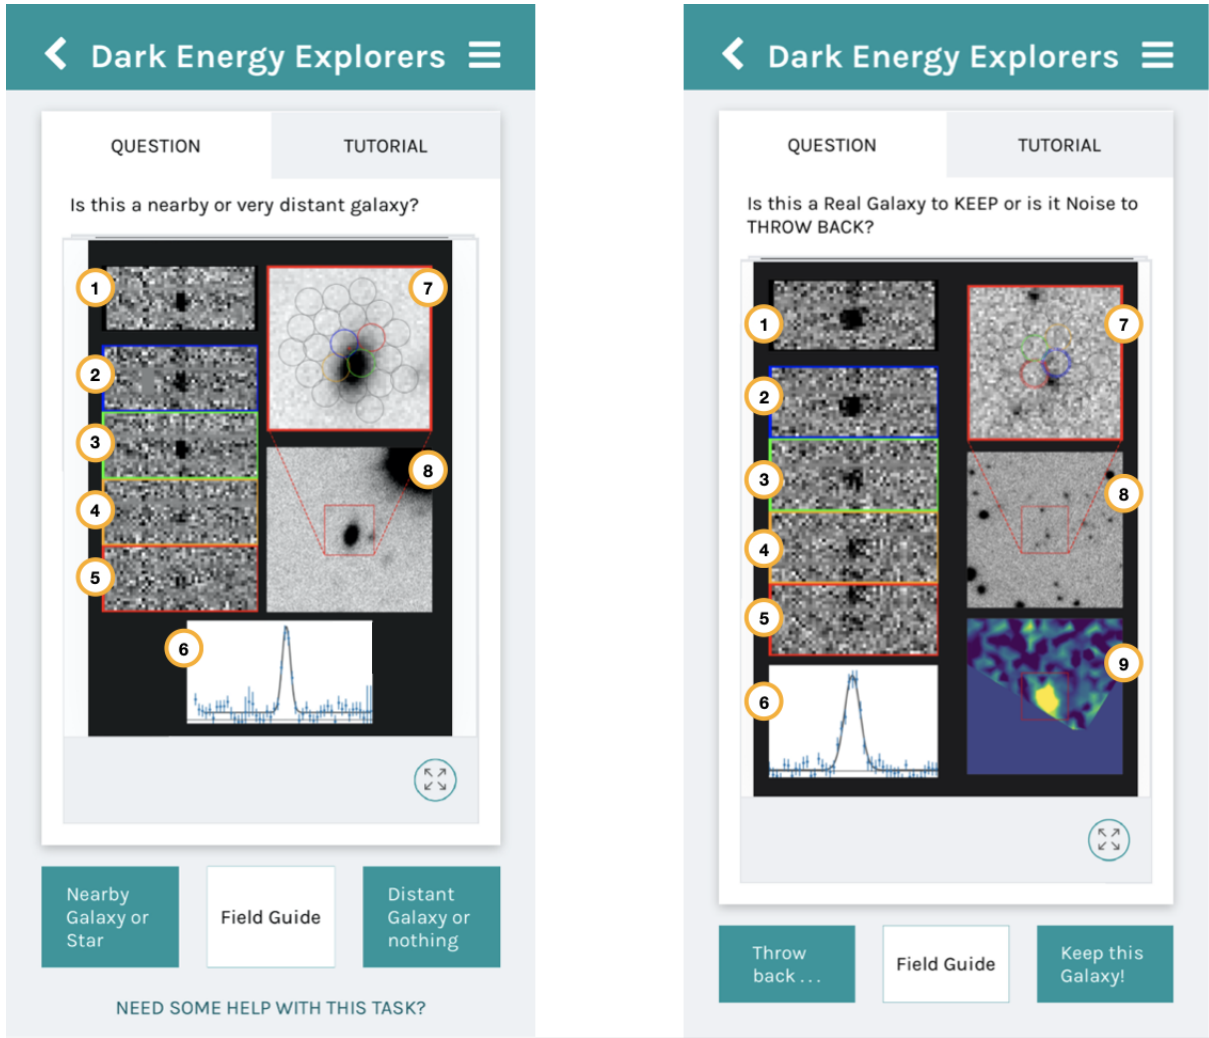 Dark Energy Explorers
QUESTION
TUTORIAL
Is this a nearby or very distant galaxy?
1
2
3
4
5
6
7
8
Nearby
Galaxy or
Star
Field Guide
Distant
Galaxy or
nothing
NEED SOME HELP WITH THIS TASK?
Dark Energy Explorers
QUESTION
TUTORIAL
Is this a Real Galaxy to KEEP or is it Noise to
THROW BACK?
1
2
3
4
5
6
7
8
9
Throw
back . . .
Field Guide
Keep this
Galaxy!